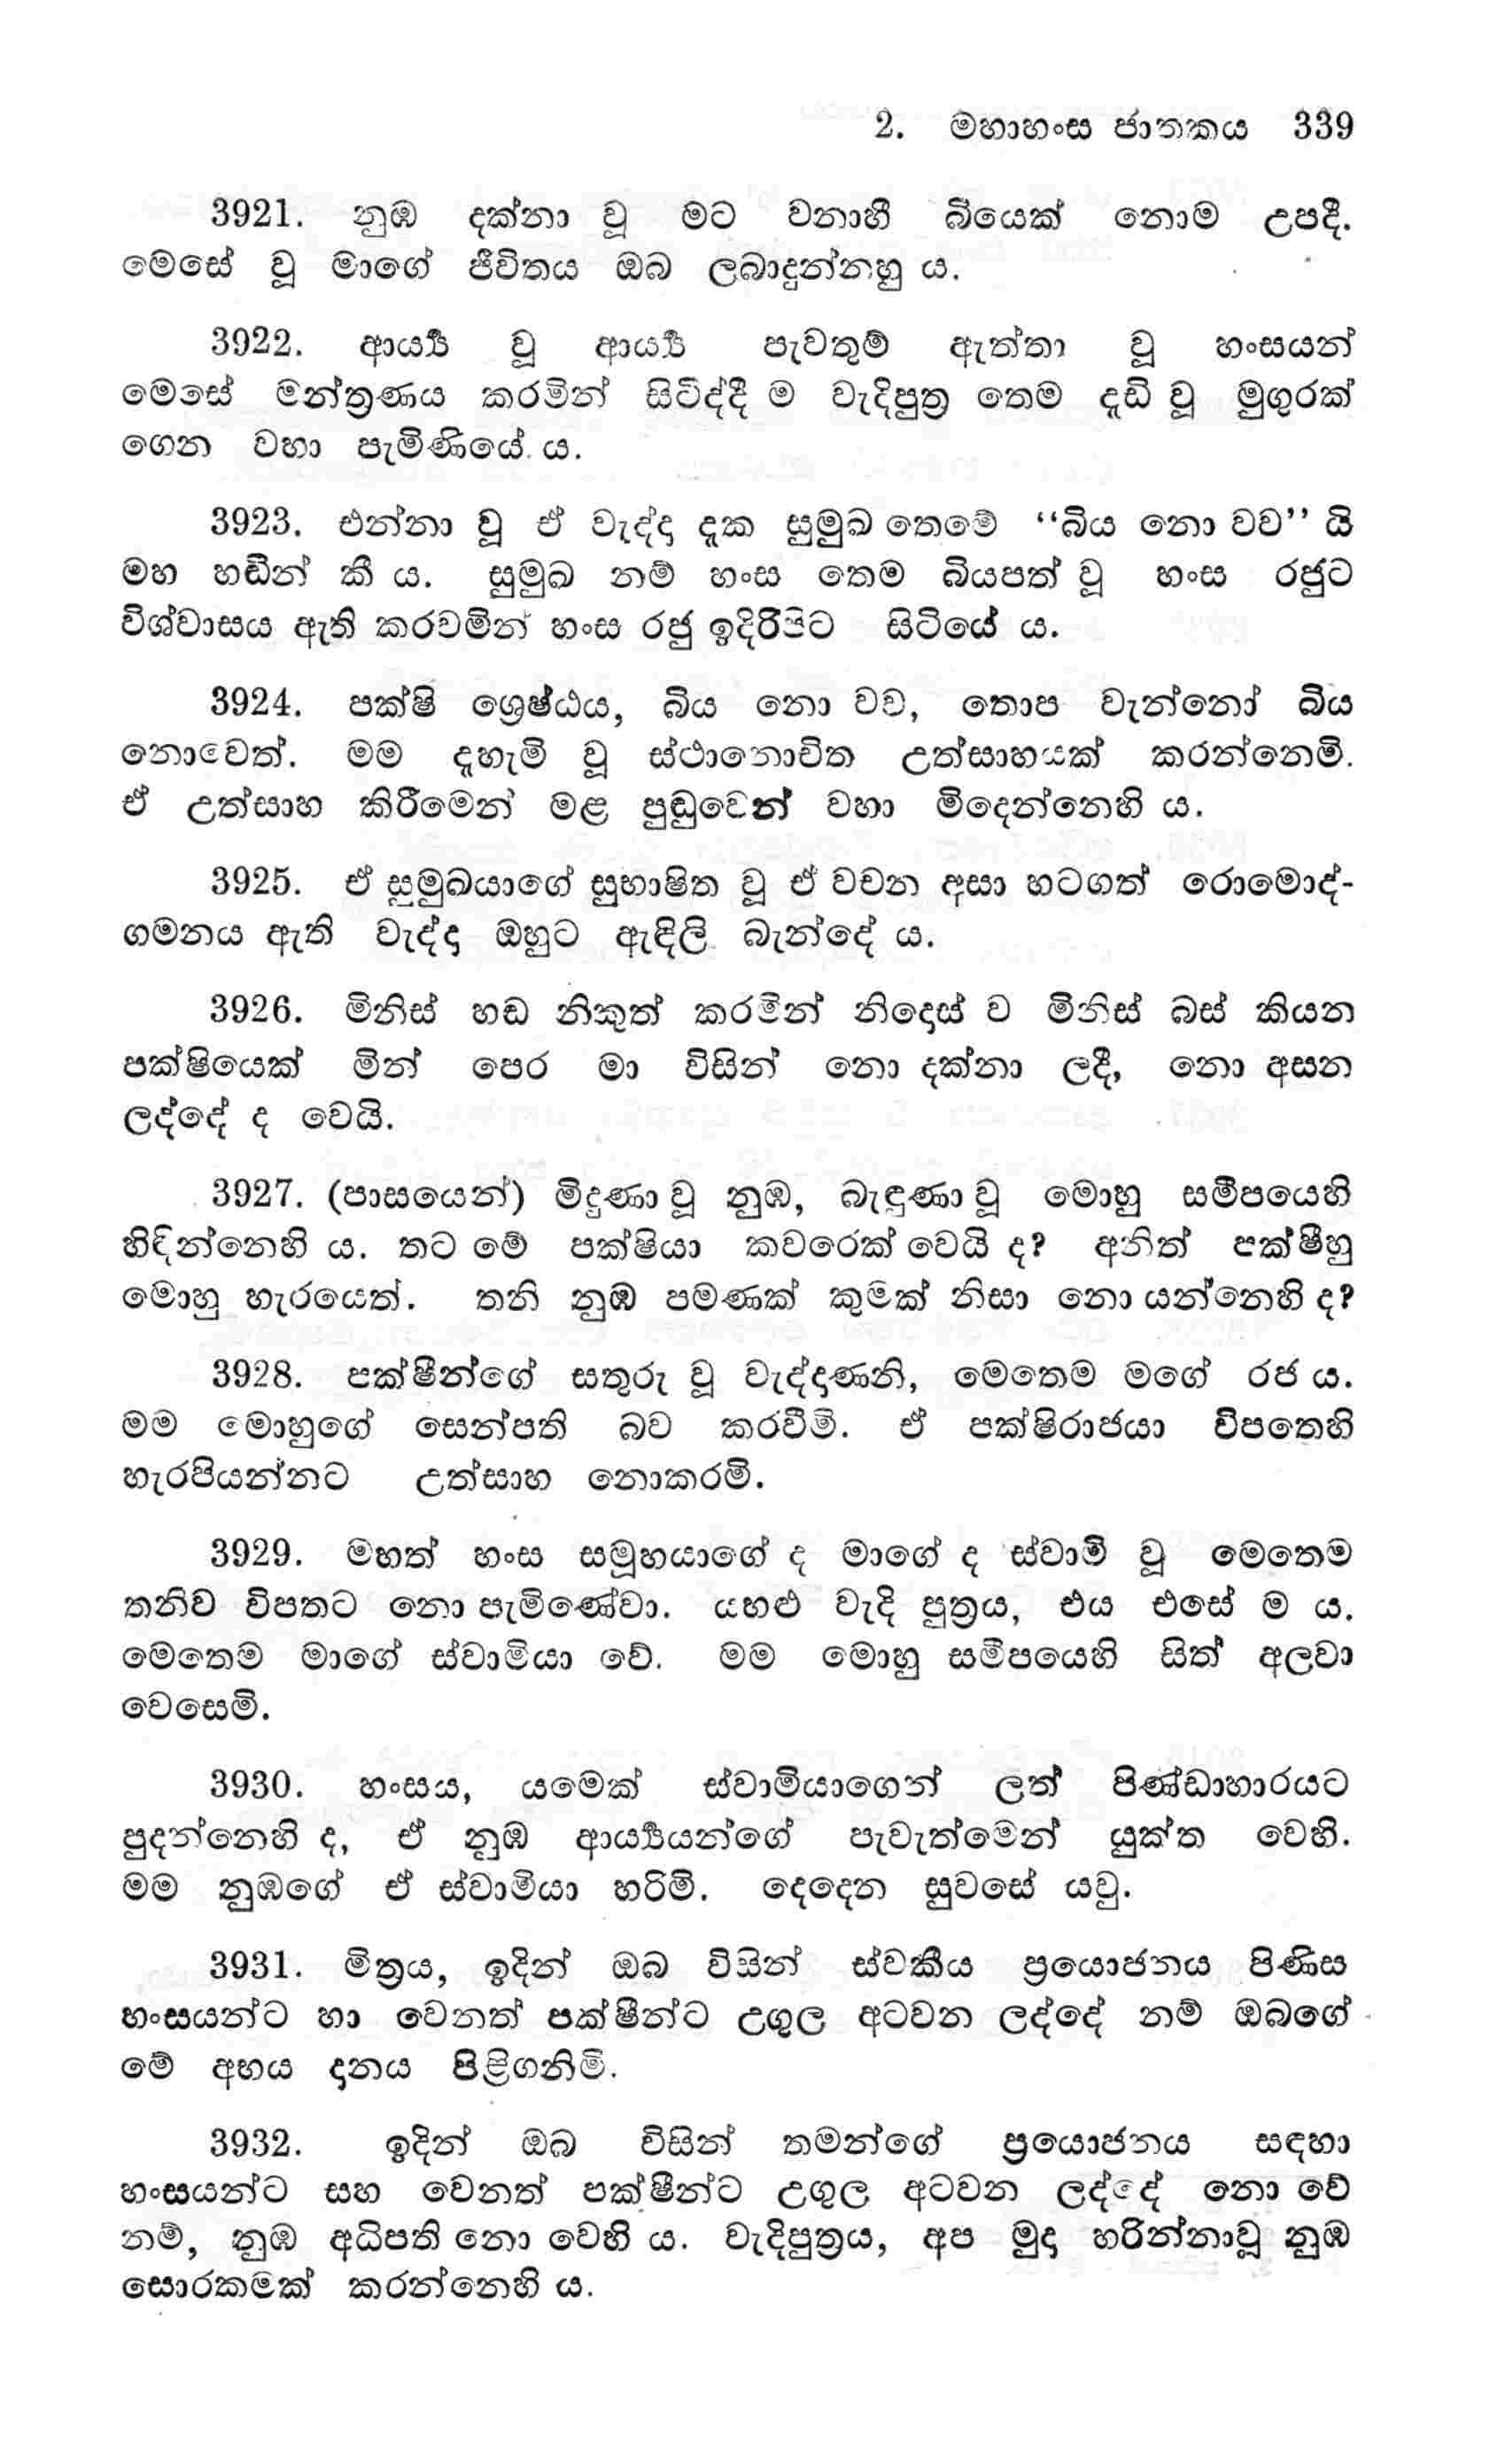 2. මහාහංස ජාතකය 339
3921. නුඹ දක්නා වූ මට වනාහී බියෙක් නොම උපදී.
මෙසේ වූ මාගේ ජීවිතය ඔබ ලබාදුන්නහු ය.
3922. ආර්‍ය්‍ය වූ ආර්‍ය්‍ය පැවතුම් ඇත්තා වූ හංසයන්
මෙසේ මන්ත්‍රණය කරමින් සිටිද්දී ම වැදිපුත්‍ර තෙම දැඩි වූ මුගුරක්
ගෙන වහා පැමිණියේ ය.
3923. එන්නා වූ ඒ වැද්දා දැක සුමුඛ තෙමේ “බිය නො වව” යි
මහ හඬින් කී ය. සුමුඛ නම් හංස තෙම බියපත් වූ හංස රජුට
විශ්වාසය ඇති කරවමින් හංස රජු ඉදිරිපිට සිටියේ ය.
3924. පක්ෂි ශ්‍රෙෂ්ඨය, බිය නො වව, තොප වැන්නෝ බිය
නොවෙත්. මම දැහැමි වූ ස්ථානොචිත උත්සාහයක් කරන්නෙමි.
ඒ උත්සාහ කිරීමෙන් මළ පුඬුවෙන් වහා මිදෙන්නෙහි ය.
3925. ඒ සුමුඛයාගේ සුභාෂිත වූ ඒ වචන අසා හටගත් රොමොද්-
ගමනය ඇති වැද්දා ඔහුට ඇඳිලි බැන්දේ ය.
3926. මිනිස් හඬ නිකුත් කරමින් නිදොස් ව මිනිස් බස් කියන
පක්ෂියෙක් මින් පෙර මා විසින් නො දක්නා ලදී, නො අසන
ලද්දේ ද වෙයි.
3927. (පාසයෙන්) මිදුණා වූ නුඹ, බැඳුණා වූ මොහු සමීපයෙහි
හිඳින්නෙහි ය. තට මේ පක්ෂියා කවරෙක් වෙයි ද? අනිත් පක්ෂීහු
මොහු හැරයෙත්. තනි නුඹ පමණක් කුමක් නිසා නො යන්නෙහි ද?
3928. පක්ෂීන්ගේ සතුරු වූ වැද්දාණනි, මෙතෙම මගේ රජ ය.
මම මොහුගේ සෙන්පති බව කරවීමි. ඒ පක්ෂිරාජයා විපතෙහි
හැරපියන්නට උත්සාහ නොකරමි.
3929. මහත් හංස සමූහයාගේ ද මාගේ ද ස්වාමි වූ මෙතෙම
තනිව විපතට නො පැමිණේවා. යහළු වැදි පුත්‍රය, එය එසේ ම ය.
මෙතෙම මාගේ ස්වාමියා වේ. මම මොහු සමීපයෙහි සිත් අලවා
වෙසෙමි.
3930. හංසය, යමෙක් ස්වාමියාගෙන් ලත් පිණ්ඩාහාරයට
පුදන්නෙහි ද, ඒ නුඹ ආර්‍ය්‍යයන්ගේ පැවැත්මෙන් යුක්ත වෙහි.
මම නුඹගේ ඒ ස්වාමියා හරිමි. දෙදෙන සුවසේ යවු.
3931. මිත්‍රය, ඉදින් ඔබ විසින් ස්වකීය ප්‍රයොජනය පිණිස
හංසයන්ට හා වෙනත් පක්ෂීන්ට උගුල අටවන ලද්දේ නම් ඔබගේ
මේ අභය දානය පිළිගනිමි.
3932. ඉදින් ඔබ විසින් තමන්ගේ ප්‍රයොජනය සඳහා
හංසයන්ට සහ වෙනත් පක්ෂීන්ට උගුල අටවන ලද්දේ නො වේ
නම්, නුඹ අධිපති නො වෙහි ය. වැදිපුත්‍රය, අප මුදා හරින්නාවූ නුඹ
සොරකමක් කරන්නෙහි ය.